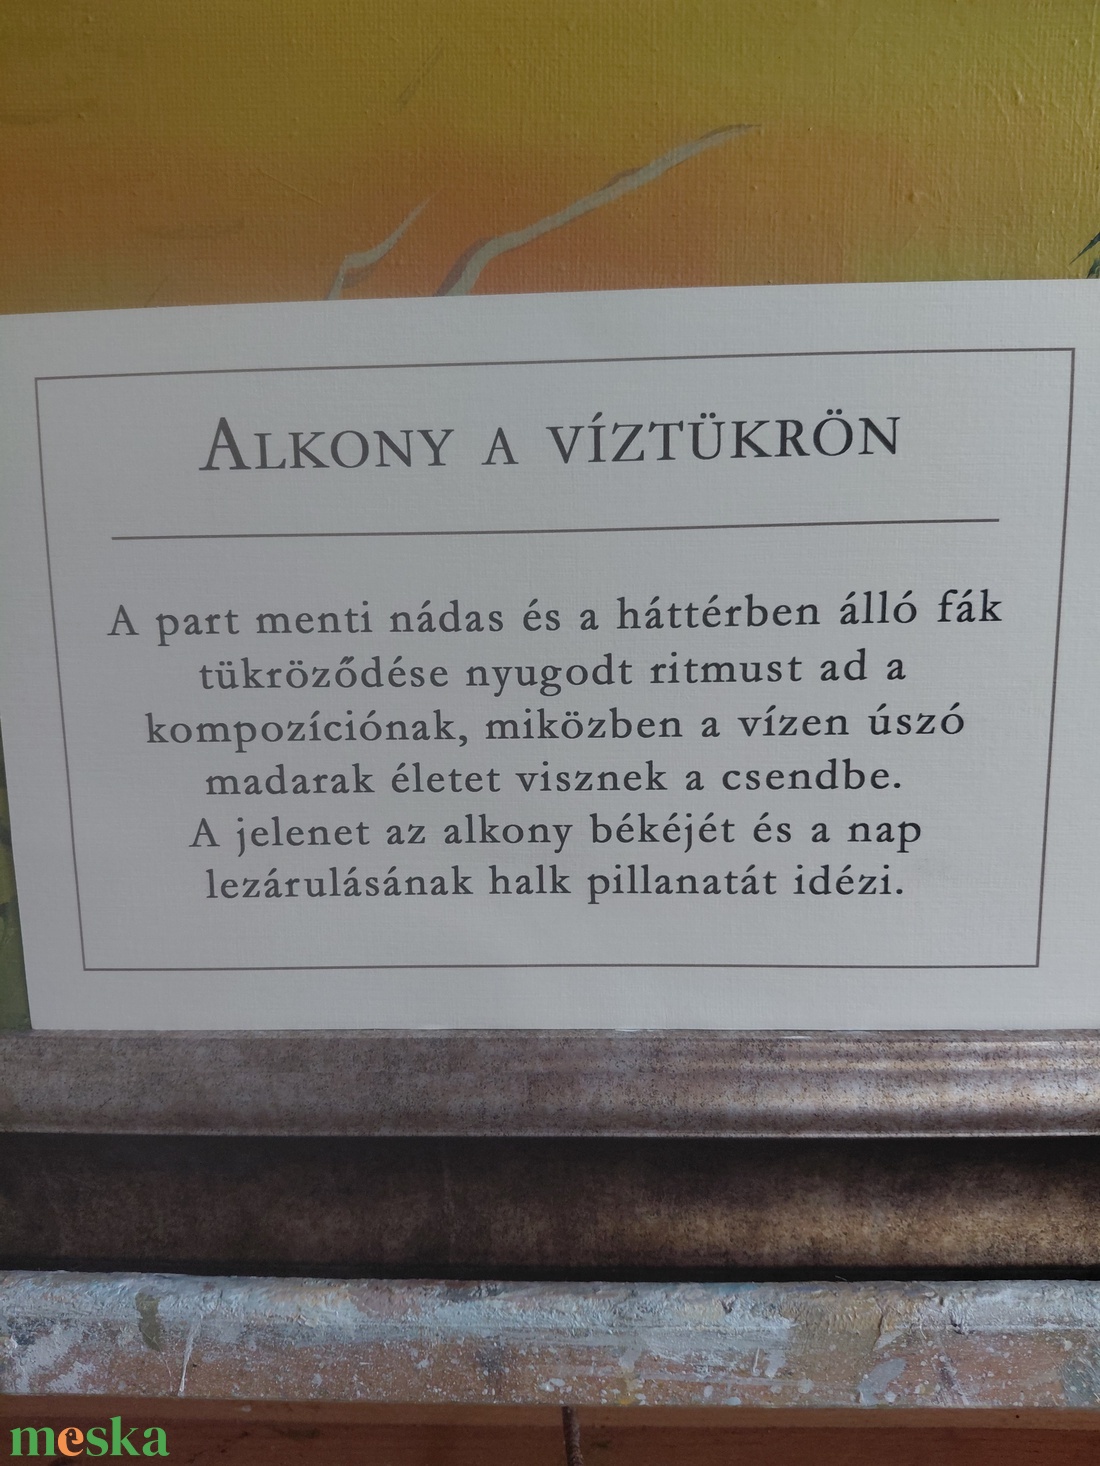 ALKONY A VÍZTÜKRÖN
A part menti nádas és a háttérben álló fák
tükröződése nyugodt ritmust ad a
kompozíciónak, miközben a vízen úszó
madarak életet visznek a csendbe.
A jelenet az alkony békéjét és a nap
lezárulásának halk pillanatát idézi.
meska